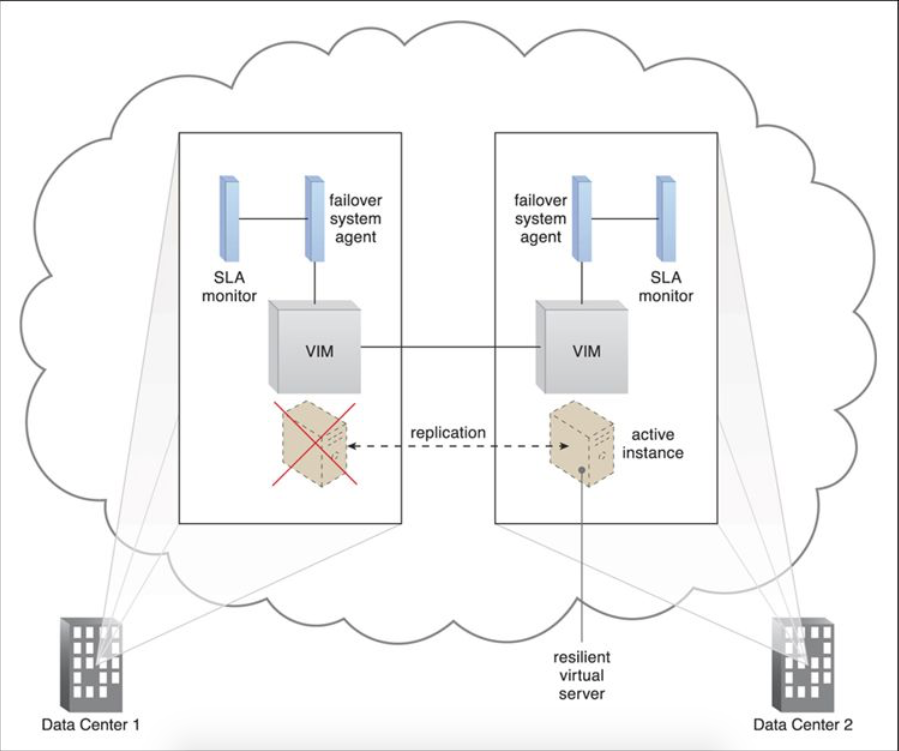 failover
system
agent
SLA
monitor
VIM
failover
system
agent
SLA
monitor
VIM
replication
active
instance
resilient
virtual
server
Data Center 1
Data Center 2